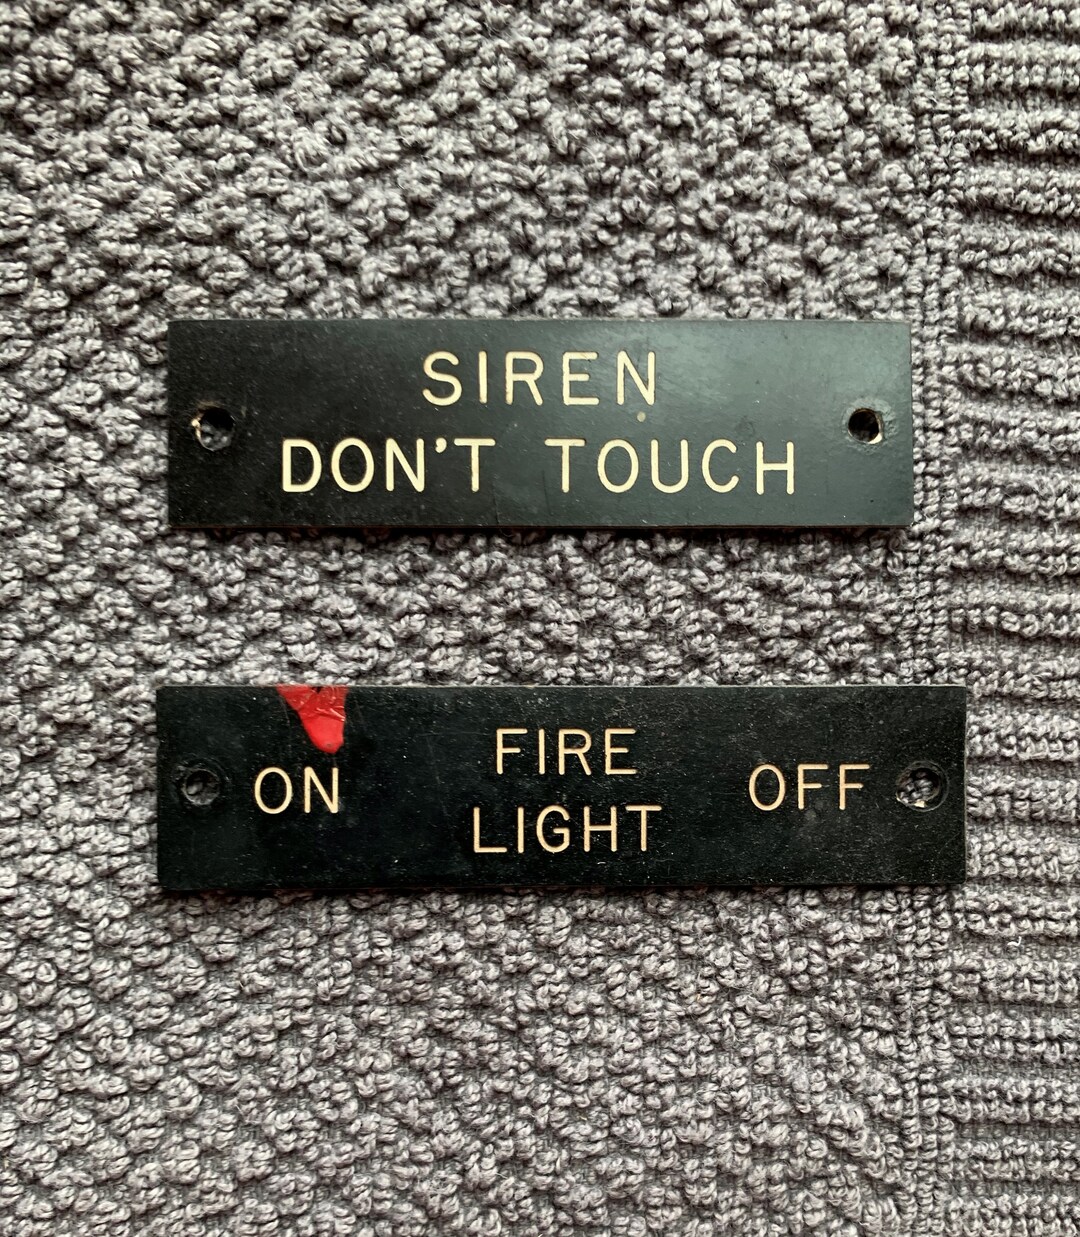 SIREN
DON'T TOUCH
ON FIRE LIGHT OFF